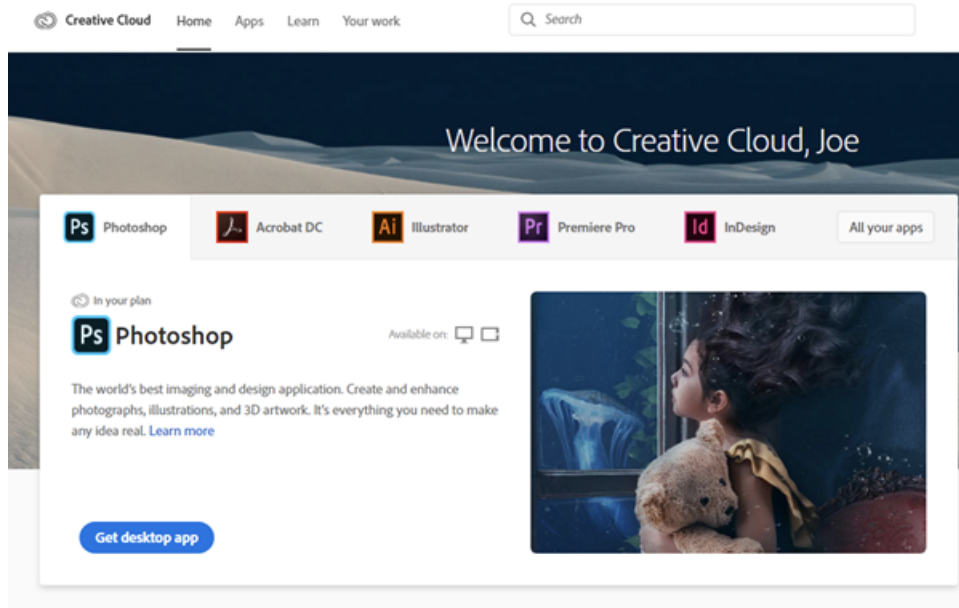 Creative Cloud Home Apps Learn Your work Search
Welcome to Creative Cloud, Joe
Ps Photoshop Acrobat DC Ai Illustrator Pr Premiere Pro Id InDesign All your apps
In your plan
Ps Photoshop Available on:
The world's best imaging and design application. Create and enhance
photographs, illustrations, and 3D artwork. It's everything you need to make
any idea real. Learn more
Get desktop app